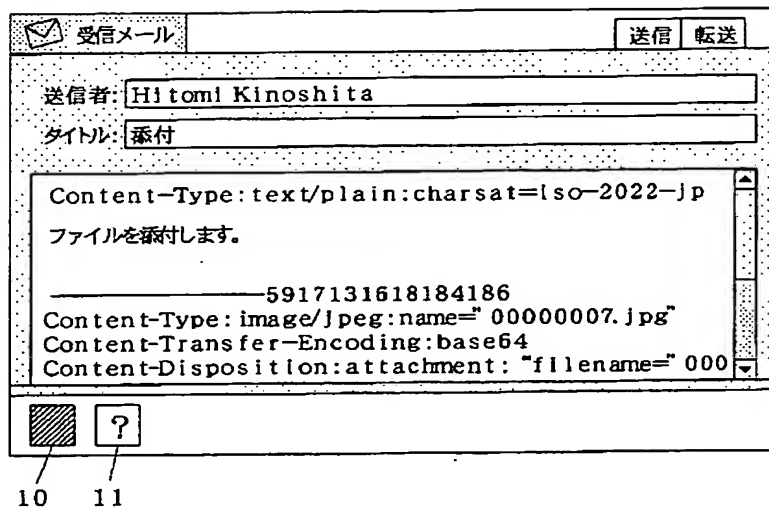 受信メール 送信 転送
送信者: Hitomi Kinoshita
タイトル: 添付
Content-Type:text/plain:charsat=iso-2022-jp
ファイルを添付します。
——————5917131618184186
Content-Type:image/jpeg:name="00000007.jpg"
Content-Transfer-Encoding:base64
Content-Disposition:attachment: "filename="000
?
10 11